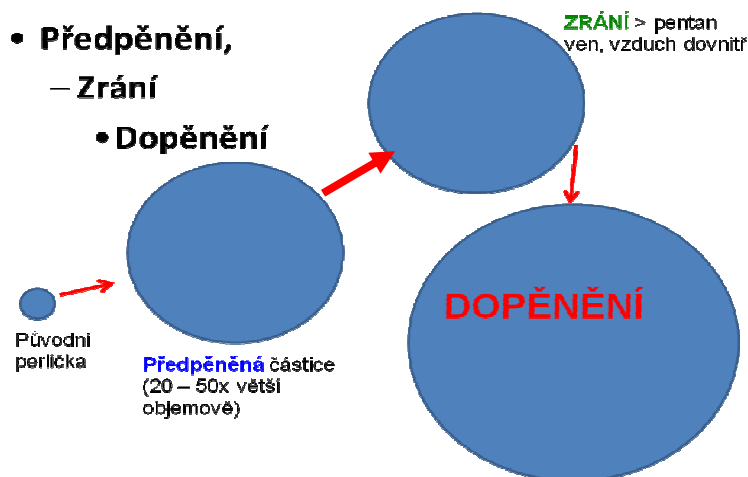 • Předpěnění,
– Zrání
• Dopěnění
ZRÁNÍ > pentan
ven, vzduch dovnitř
DOPĚNĚNÍ
Původní
perlička
Předpěněná částice
(20 – 50x větší
objemově)